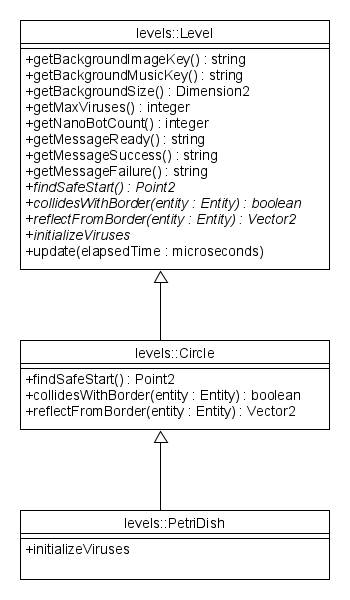 levels::Level
+getBackgroundImageKey() : string
+getBackgroundMusicKey() : string
+getBackgroundSize() : Dimension2
+getMaxViruses() : integer
+getNanoBotCount() : integer
+getMessageReady() : string
+getMessageSuccess() : string
+getMessageFailure() : string
+findSafeStart() : Point2
+collidesWithBorder(entity : Entity) : boolean
+reflectFromBorder(entity : Entity) : Vector2
+initializeViruses
+update(elapsedTime : microseconds)
levels::Circle
+findSafeStart() : Point2
+collidesWithBorder(entity : Entity) : boolean
+reflectFromBorder(entity : Entity) : Vector2
levels::PetriDish
+initializeViruses